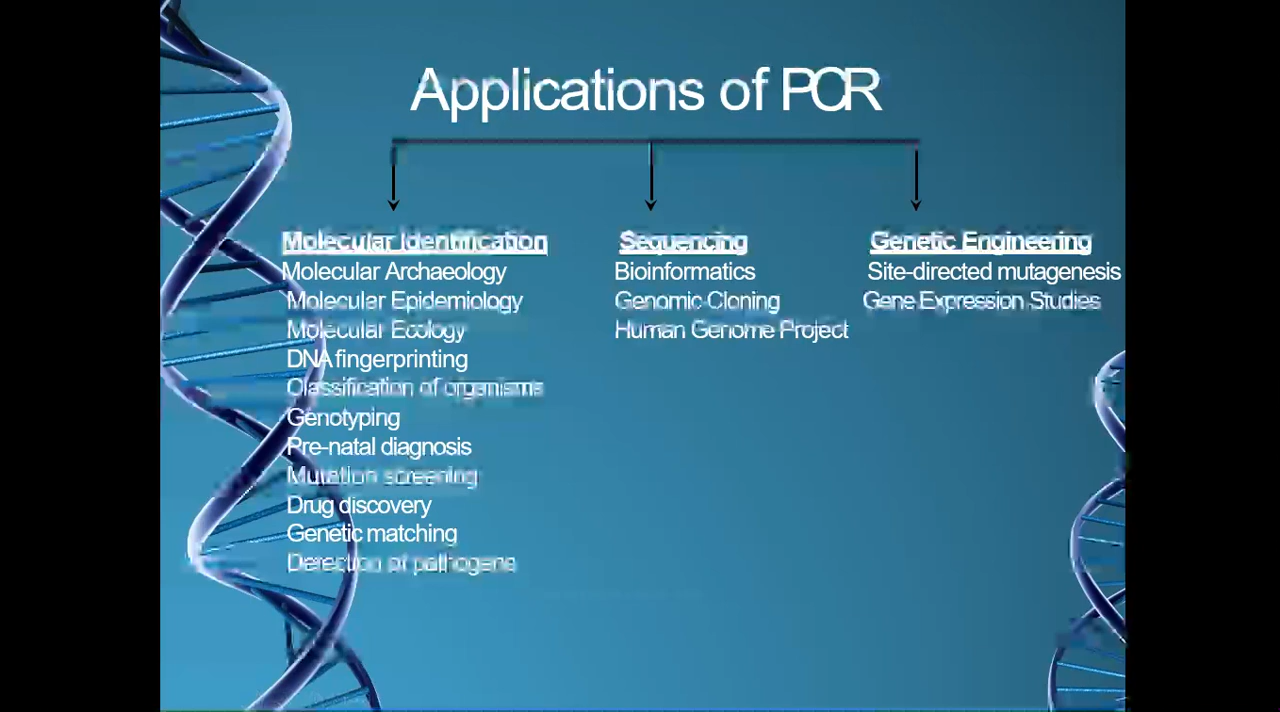 Applications of PCR
Molecular Identification
Molecular Archaeology
Molecular Epidemiology
Molecular Ecology
DNA fingerprinting
Classification of organisms
Genotyping
Pre-natal diagnosis
Mutation screening
Drug discovery
Genetic matching
Detection of pathogens
Sequencing
Bioinformatics
Genomic Cloning
Human Genome Project
Genetic Engineering
Site-directed mutagenesis
Gene Expression Studies